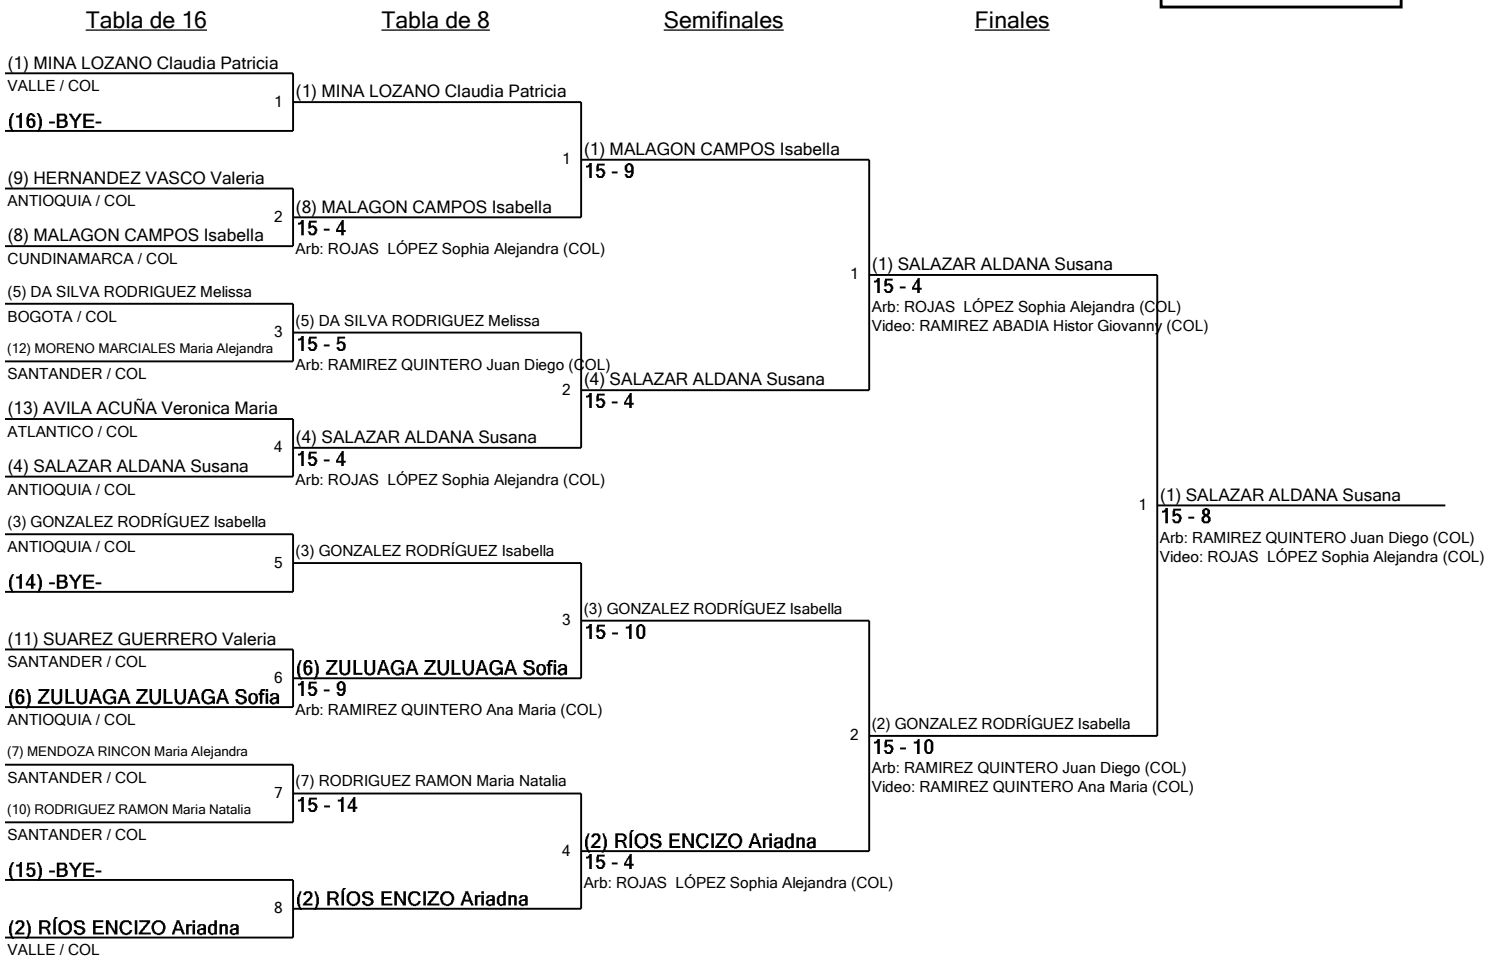 Tabla de 16
Tabla de 8
Semifinales
Finales
(1) MINA LOZANO Claudia Patricia
VALLE / COL
1
(16) -BYE-
(9) HERNANDEZ VASCO Valeria
ANTIOQUIA / COL
2
(8) MALAGON CAMPOS Isabella
CUNDINAMARCA / COL
(5) DA SILVA RODRIGUEZ Melissa
BOGOTA / COL
3
(12) MORENO MARCIALES Maria Alejandra
SANTANDER / COL
(13) AVILA ACUÑA Veronica Maria
ATLANTICO / COL
4
(4) SALAZAR ALDANA Susana
ANTIOQUIA / COL
(3) GONZALEZ RODRÍGUEZ Isabella
ANTIOQUIA / COL
5
(14) -BYE-
(11) SUAREZ GUERRERO Valeria
SANTANDER / COL
6
(6) ZULUAGA ZULUAGA Sofia
ANTIOQUIA / COL
(7) MENDOZA RINCON Maria Alejandra
SANTANDER / COL
7
(10) RODRIGUEZ RAMON Maria Natalia
SANTANDER / COL
(15) -BYE-
8
(2) RÍOS ENCIZO Ariadna
VALLE / COL
(1) MINA LOZANO Claudia Patricia
1
(8) MALAGON CAMPOS Isabella
15 - 4
Arb: ROJAS  LÓPEZ Sophia Alejandra (COL)
(5) DA SILVA RODRIGUEZ Melissa
15 - 5
Arb: RAMIREZ QUINTERO Juan Diego (COL)
2
(4) SALAZAR ALDANA Susana
15 - 4
Arb: ROJAS  LÓPEZ Sophia Alejandra (COL)
(3) GONZALEZ RODRÍGUEZ Isabella
3
(6) ZULUAGA ZULUAGA Sofia
15 - 9
Arb: RAMIREZ QUINTERO Ana Maria (COL)
(7) RODRIGUEZ RAMON Maria Natalia
15 - 14
4
(2) RÍOS ENCIZO Ariadna
(1) MALAGON CAMPOS Isabella
15 - 9
1
(4) SALAZAR ALDANA Susana
15 - 4
(3) GONZALEZ RODRÍGUEZ Isabella
15 - 10
2
(2) RÍOS ENCIZO Ariadna
15 - 4
Arb: ROJAS  LÓPEZ Sophia Alejandra (COL)
(1) SALAZAR ALDANA Susana
15 - 4
Arb: ROJAS  LÓPEZ Sophia Alejandra (COL)
Video: RAMIREZ ABADIA Histor Giovanny (COL)
1
(2) GONZALEZ RODRÍGUEZ Isabella
15 - 10
Arb: RAMIREZ QUINTERO Juan Diego (COL)
Video: RAMIREZ QUINTERO Ana Maria (COL)
(1) SALAZAR ALDANA Susana
15 - 8
Arb: RAMIREZ QUINTERO Juan Diego (COL)
Video: ROJAS  LÓPEZ Sophia Alejandra (COL)